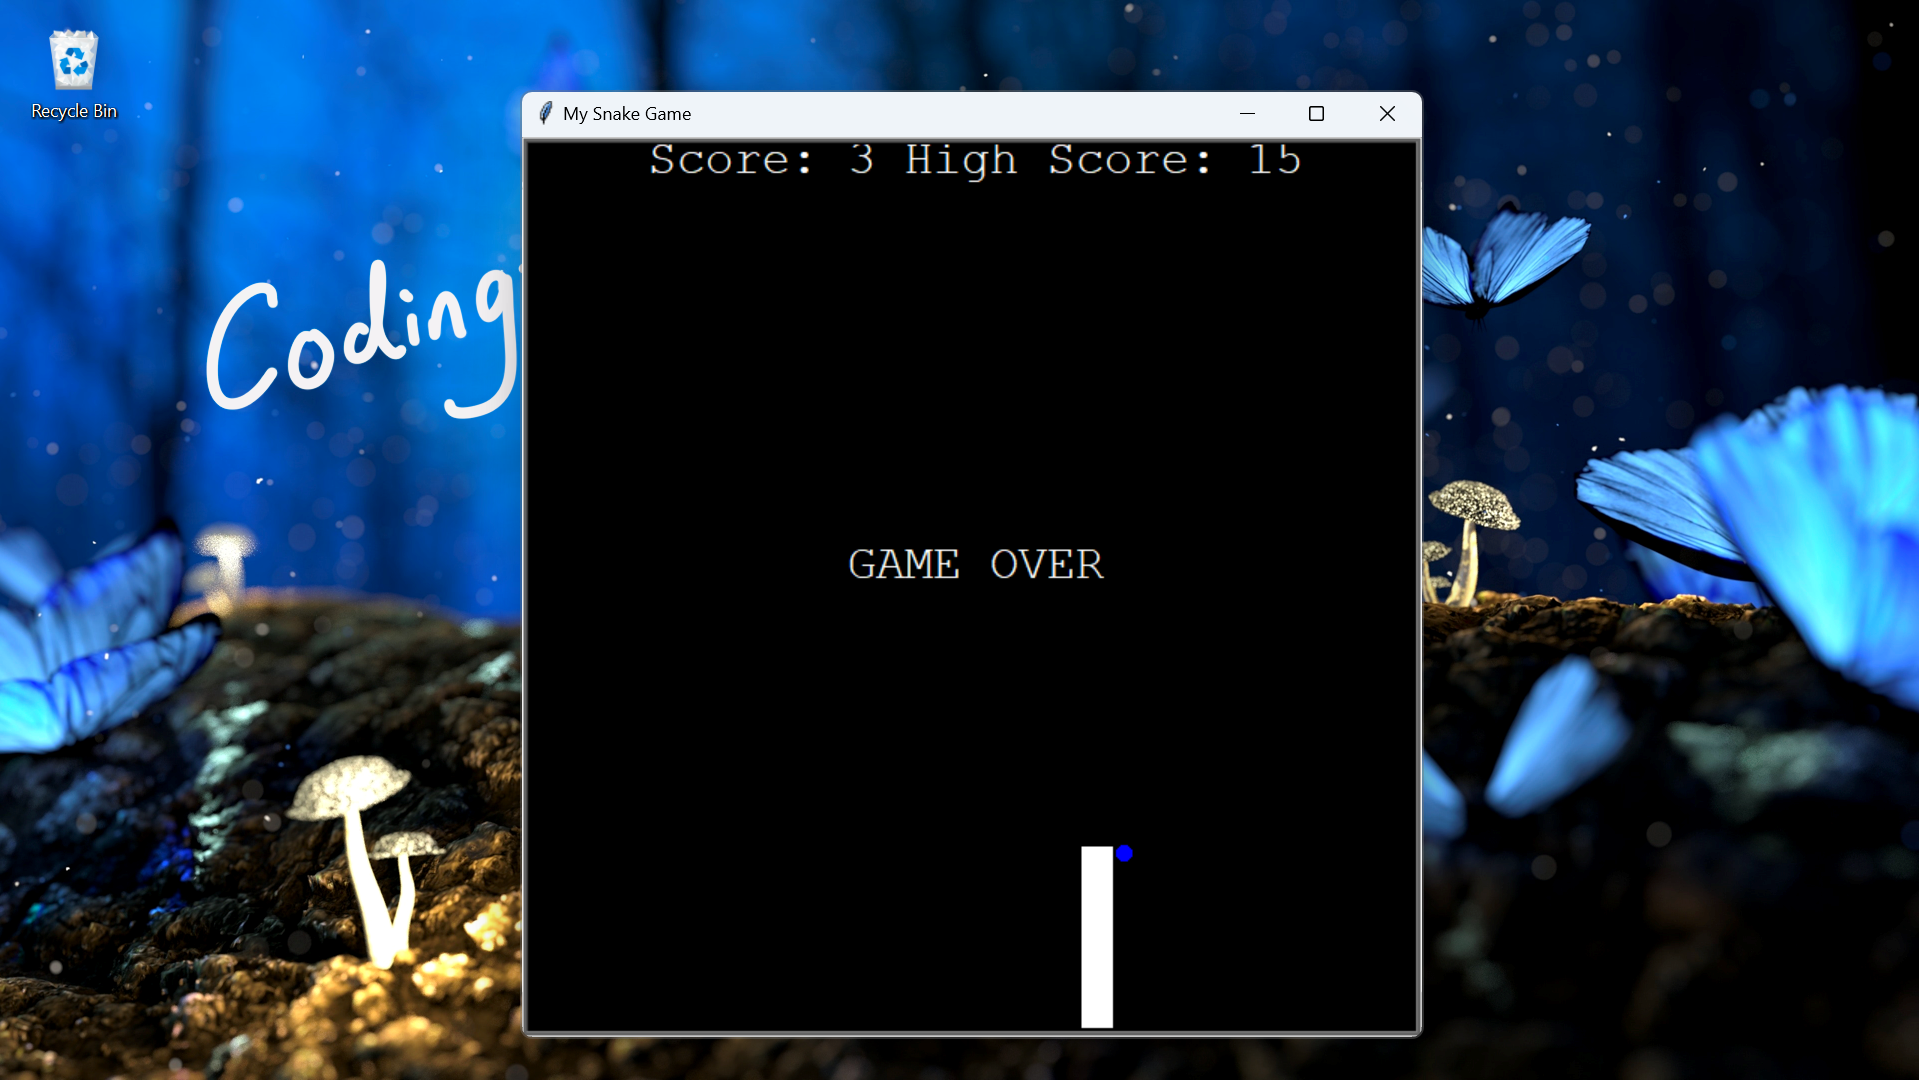 Recycle Bin
My Snake Game
Score: 3 High Score: 15
Coding
GAME OVER